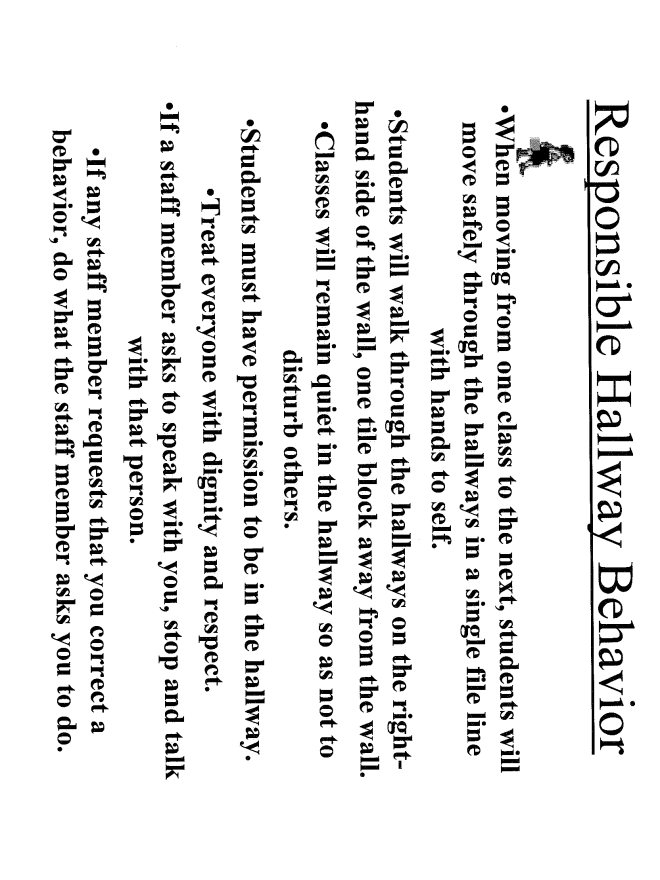 Responsible Hallway Behavior
•When moving from one class to the next, students will
move safely through the hallways in a single file line
with hands to self.
•Students will walk through the hallways on the right-
hand side of the wall, one tile block away from the wall.
•Classes will remain quiet in the hallway so as not to
disturb others.
•Students must have permission to be in the hallway.
•Treat everyone with dignity and respect.
•If a staff member asks to speak with you, stop and talk
with that person.
•If any staff member requests that you correct a
behavior, do what the staff member asks you to do.